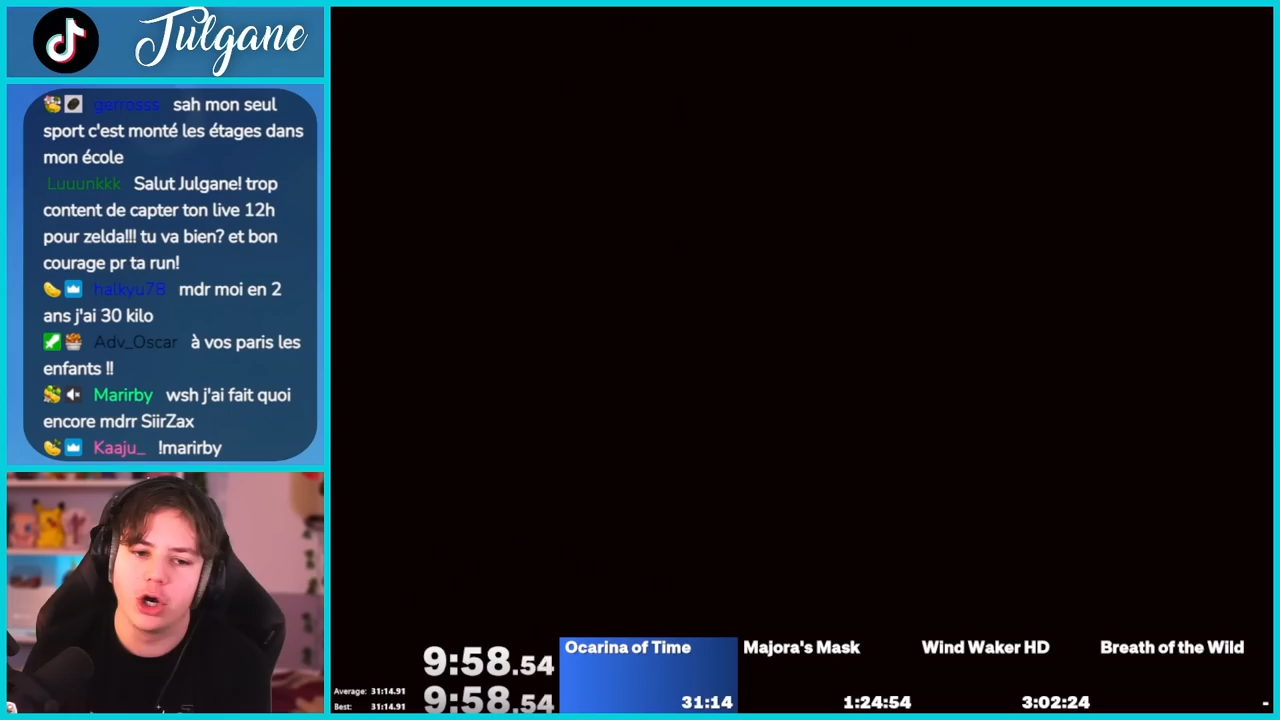 Julgane
gerrosss sah mon seul
sport c'est monté les étages dans
mon école
Luuunkkk Salut Julgane! trop
content de capter ton live 12h
pour zelda!!! tu va bien? et bon
courage pr ta run!
halkyu78 mdr moi en 2
ans j'ai 30 kilo
Adv_Oscar à vos paris les
enfants !!
Marirby wsh j'ai fait quoi
encore mdrr SiirZax
Kaaju_ !marirby
9:58.54
Average: 31:14.91
Best: 31:14.91
9:58.54
Ocarina of Time
31:14
Majora's Mask
1:24:54
Wind Waker HD
3:02:24
Breath of the Wild
-